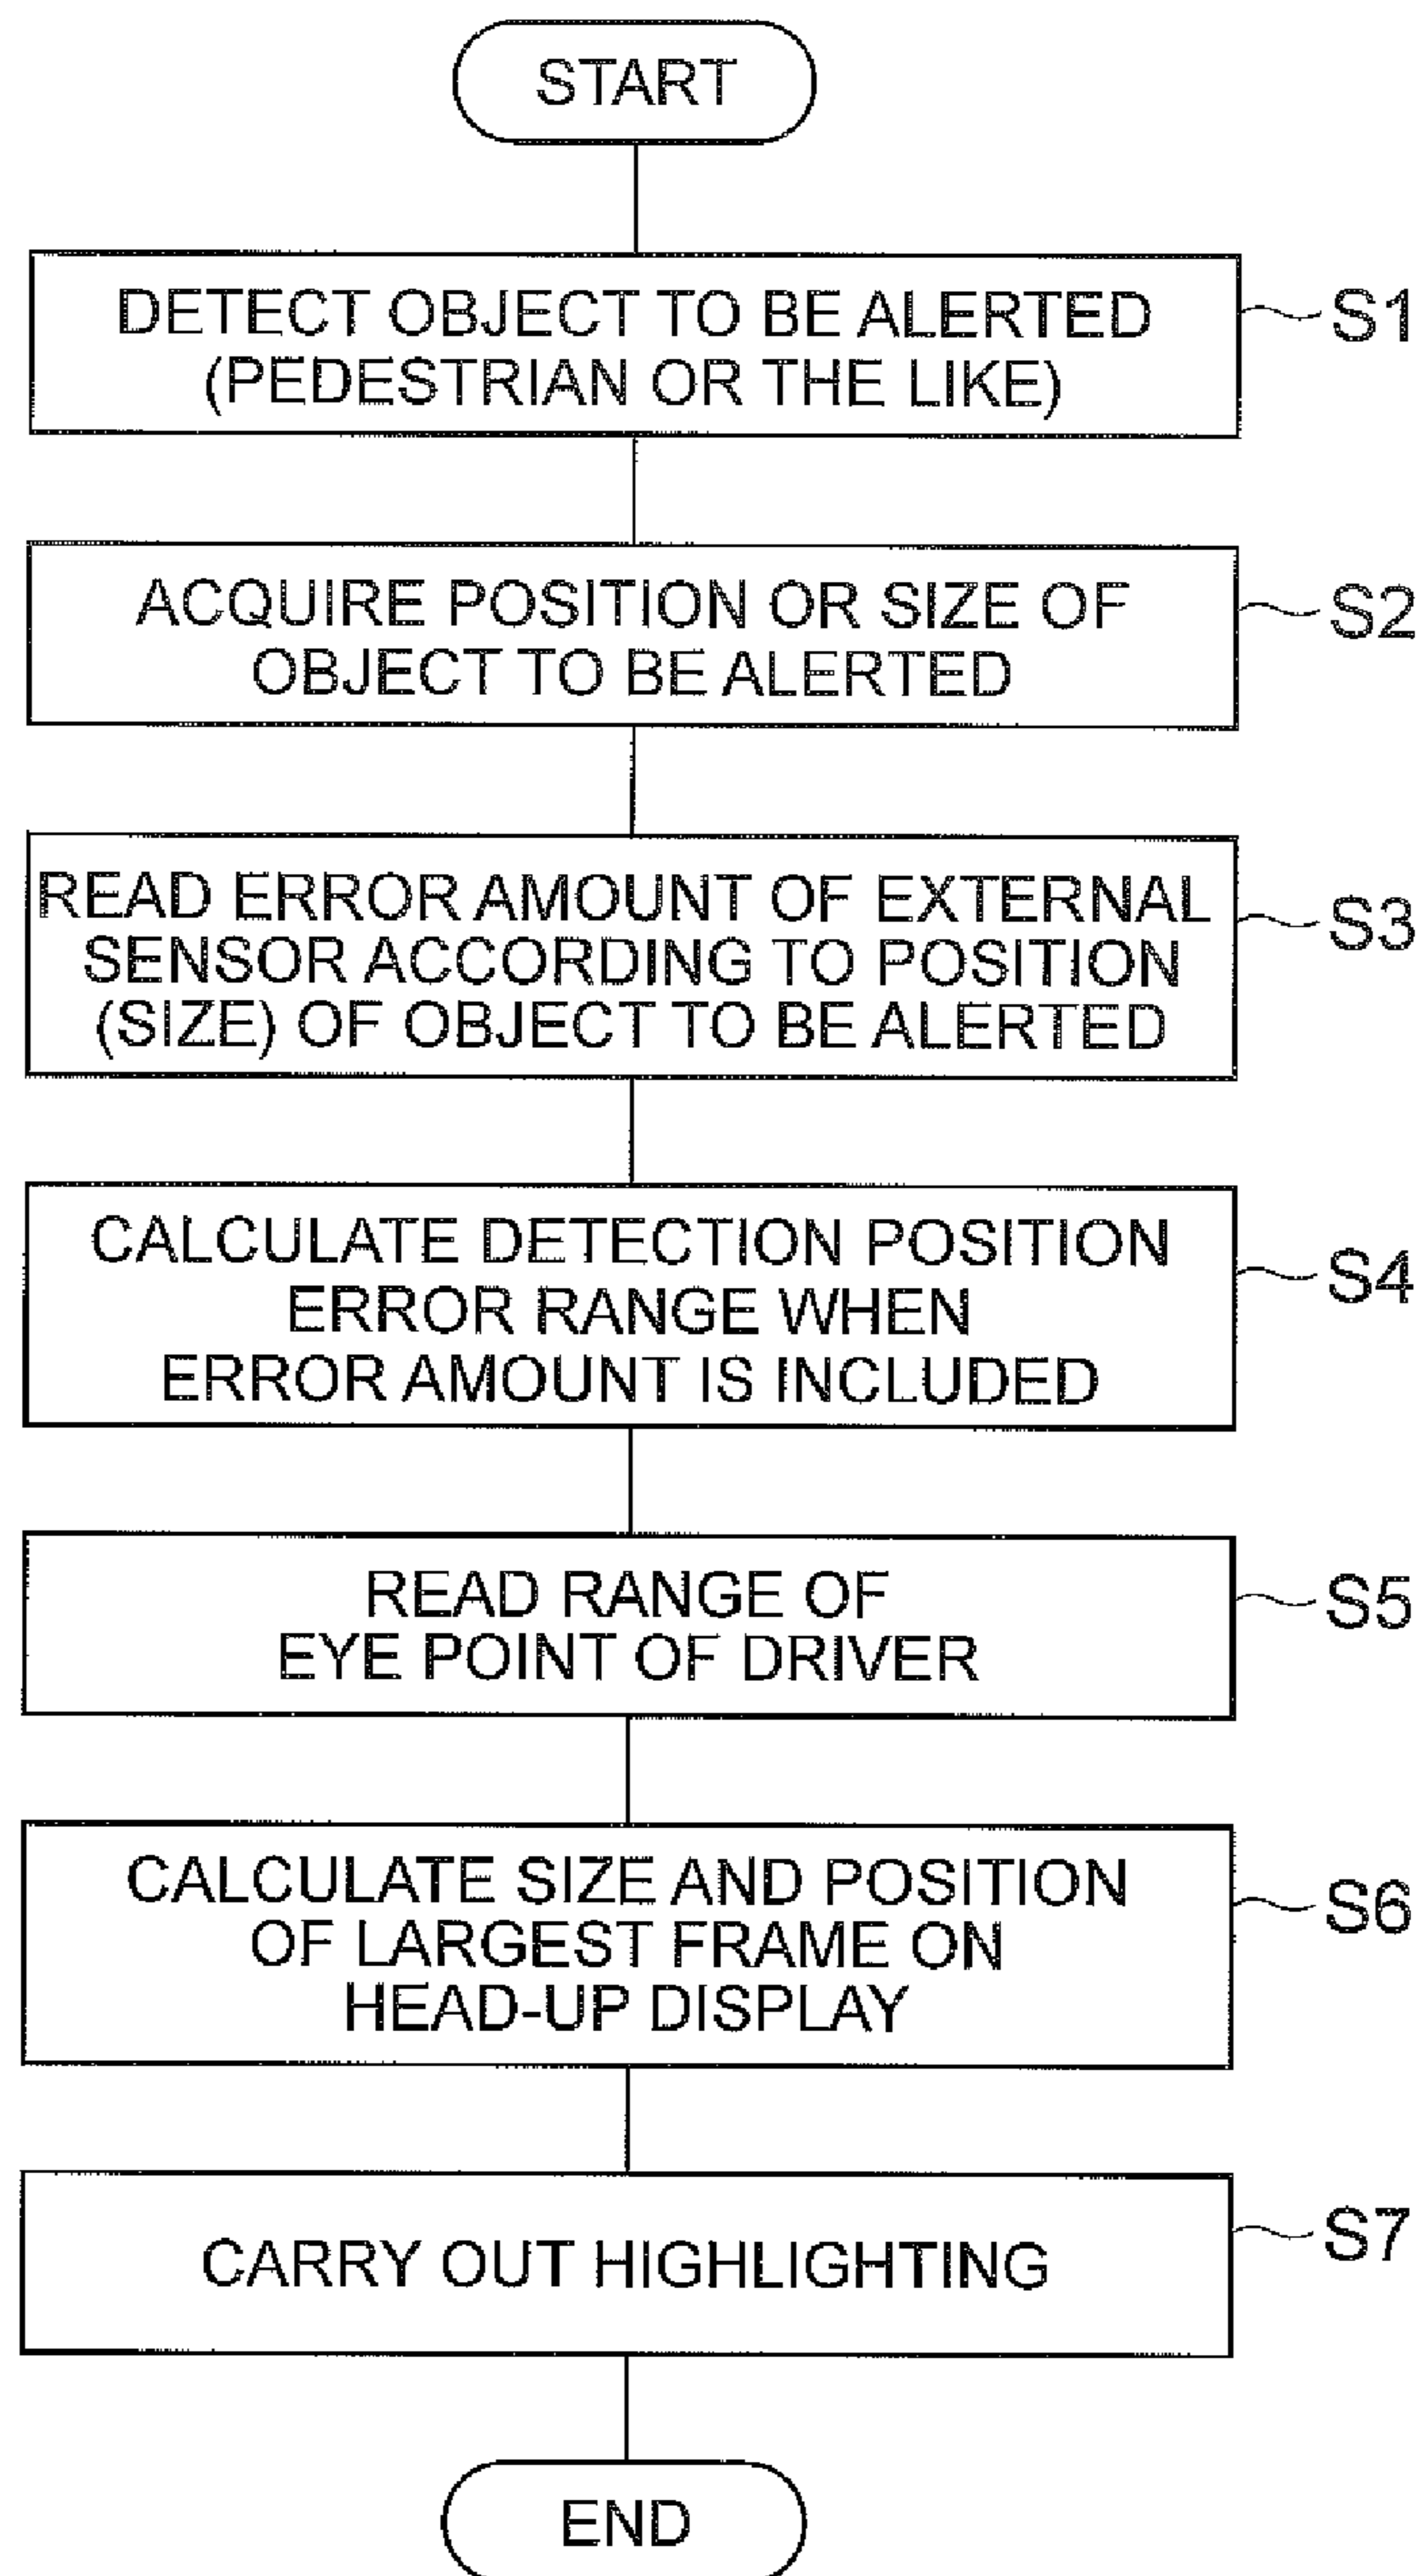 START
DETECT OBJECT TO BE ALERTED
(PEDESTRIAN OR THE LIKE)
S1
ACQUIRE POSITION OR SIZE OF
OBJECT TO BE ALERTED
S2
READ ERROR AMOUNT OF EXTERNAL
SENSOR ACCORDING TO POSITION
(SIZE) OF OBJECT TO BE ALERTED
S3
CALCULATE DETECTION POSITION
ERROR RANGE WHEN
ERROR AMOUNT IS INCLUDED
S4
READ RANGE OF
EYE POINT OF DRIVER
S5
CALCULATE SIZE AND POSITION
OF LARGEST FRAME ON
HEAD-UP DISPLAY
S6
CARRY OUT HIGHLIGHTING
S7
END